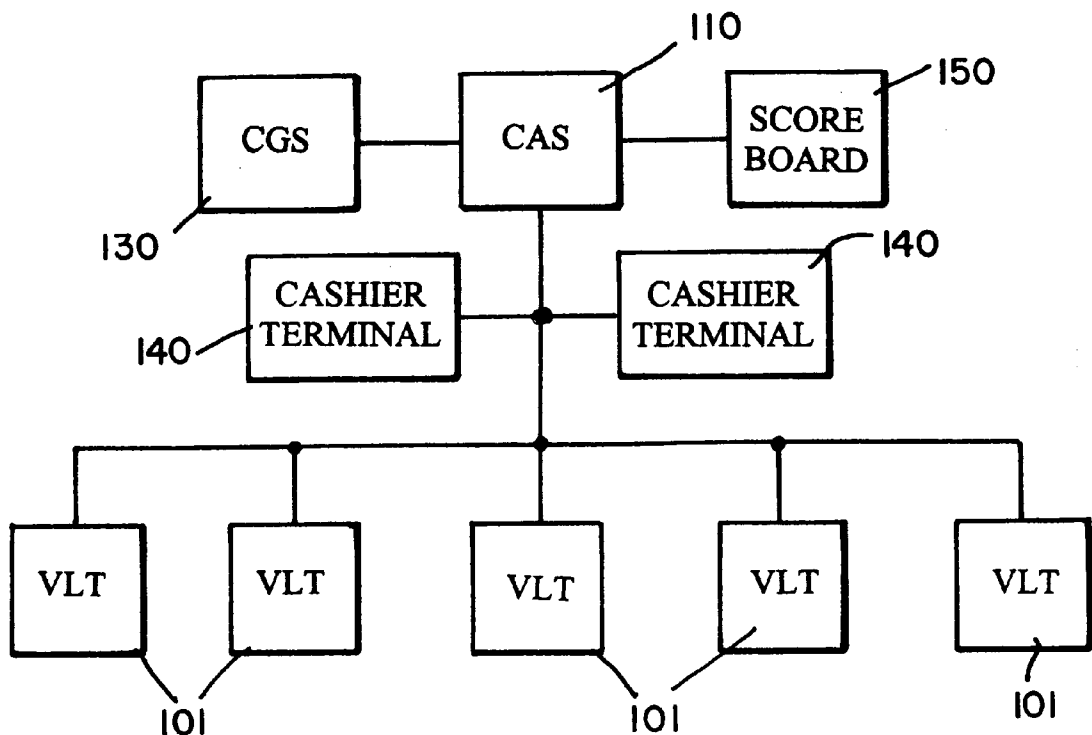 110
150
CGS
CAS
SCORE
BOARD
130
140
CASHIER
TERMINAL
CASHIER
TERMINAL
140
VLT
VLT
VLT
VLT
VLT
101
101
101